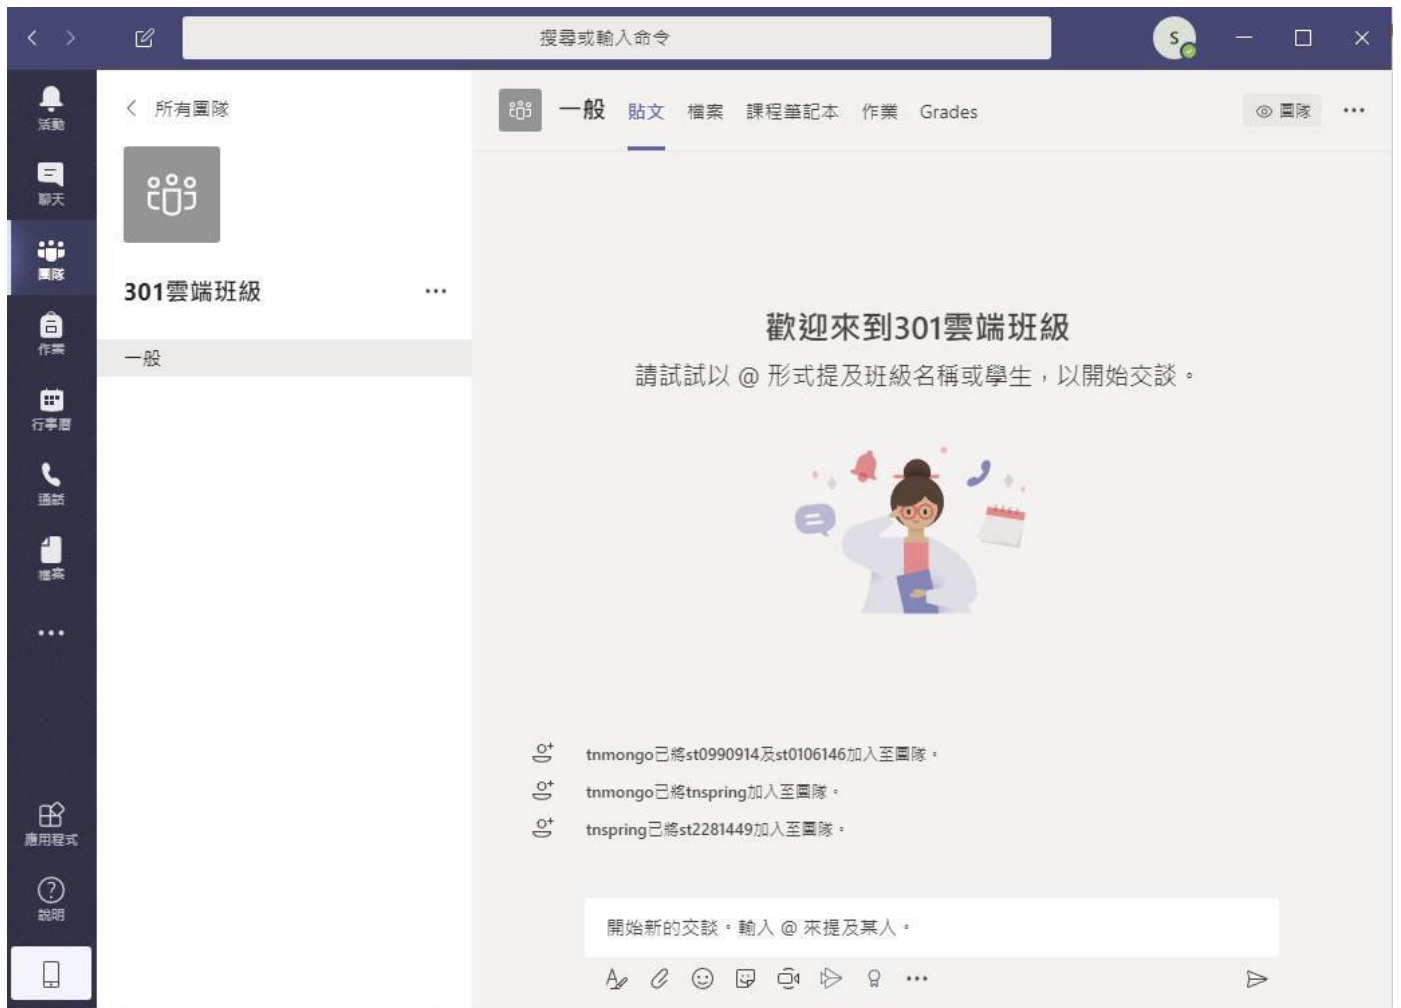 搜尋或輸入命令
S
活動
聊天
團隊
作業
行事曆
通話
檔案
應用程式
說明
所有團隊
301雲端班級
一般
一般 貼文 檔案 課程筆記本 作業 Grades
團隊
歡迎來到301雲端班級
請試試以 @ 形式提及班級名稱或學生，以開始交談。
tnmongo已將st0990914及st0106146加入至團隊。
tnmongo已將tnspring加入至團隊。
tnspring已將st2281449加入至團隊。
開始新的交談。輸入 @ 來提及某人。